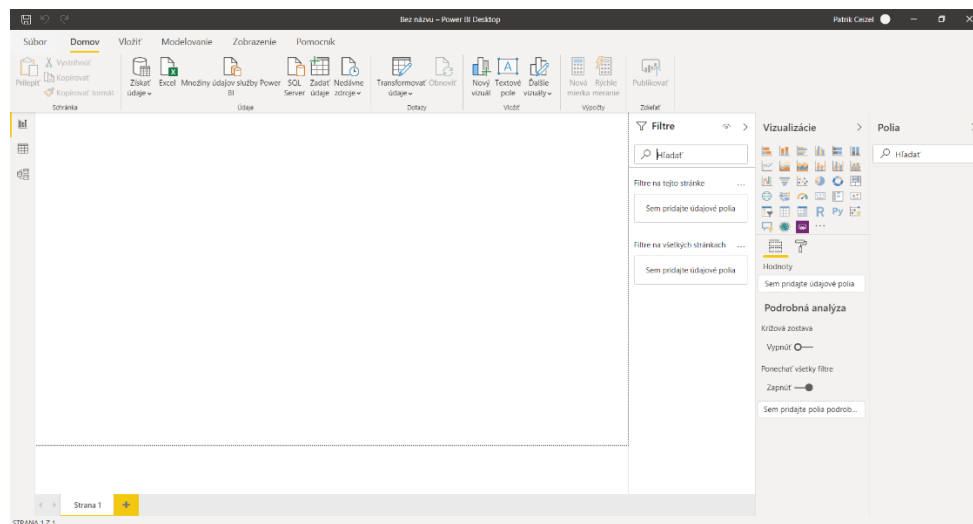 Bez názvu – Power BI Desktop
Patrik Ceizel
Súbor Domov Vložiť Modelovanie Zobrazenie Pomocník
Prilepiť
Vystrihnúť
Kopírovať
Kopírovať formát
Schránka
Získať údaje
Excel
Množiny údajov služby Power BI
SQL Server
Zadať údaje
Nedávne zdroje
Údaje
Transformovať údaje
Obnoviť
Dotazy
Nový vizuál
Textové pole
Ďalšie vizuály
Vložiť
Nová mierka
Rýchle meranie
Výpočty
Publikovať
Zdieľať
Filtre
Hľadať
Filtre na tejto stránke
...
Sem pridajte údajové polia
Filtre na všetkých stránkach
...
Sem pridajte údajové polia
Vizualizácie
R Py
...
Hodnoty
Sem pridajte údajové polia
Podrobná analýza
Krížová zostava
Vypnúť
Ponechať všetky filtre
Zapnúť
Sem pridajte polia podrob...
Polia
Hľadať
Strana 1
STRANA 1 Z 1